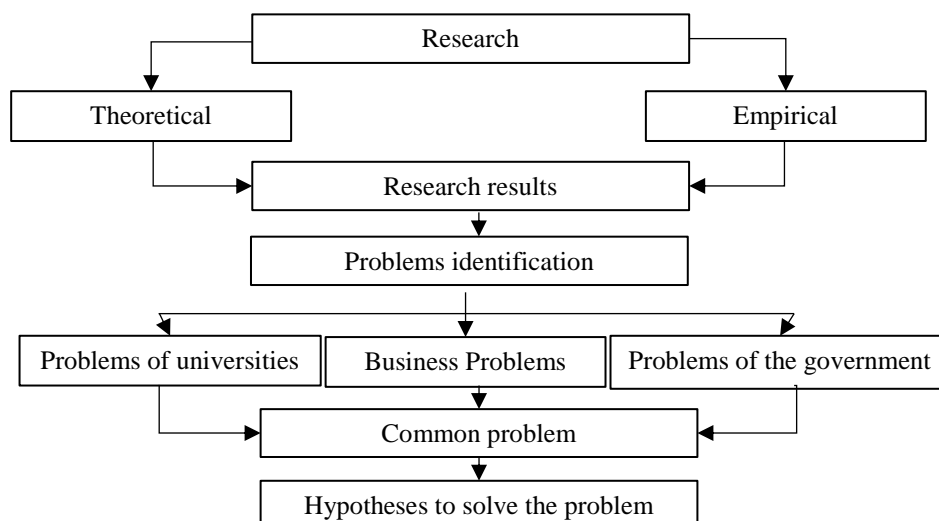 Research
Theoretical
Empirical
Research results
Problems identification
Problems of universities
Business Problems
Problems of the government
Common problem
Hypotheses to solve the problem